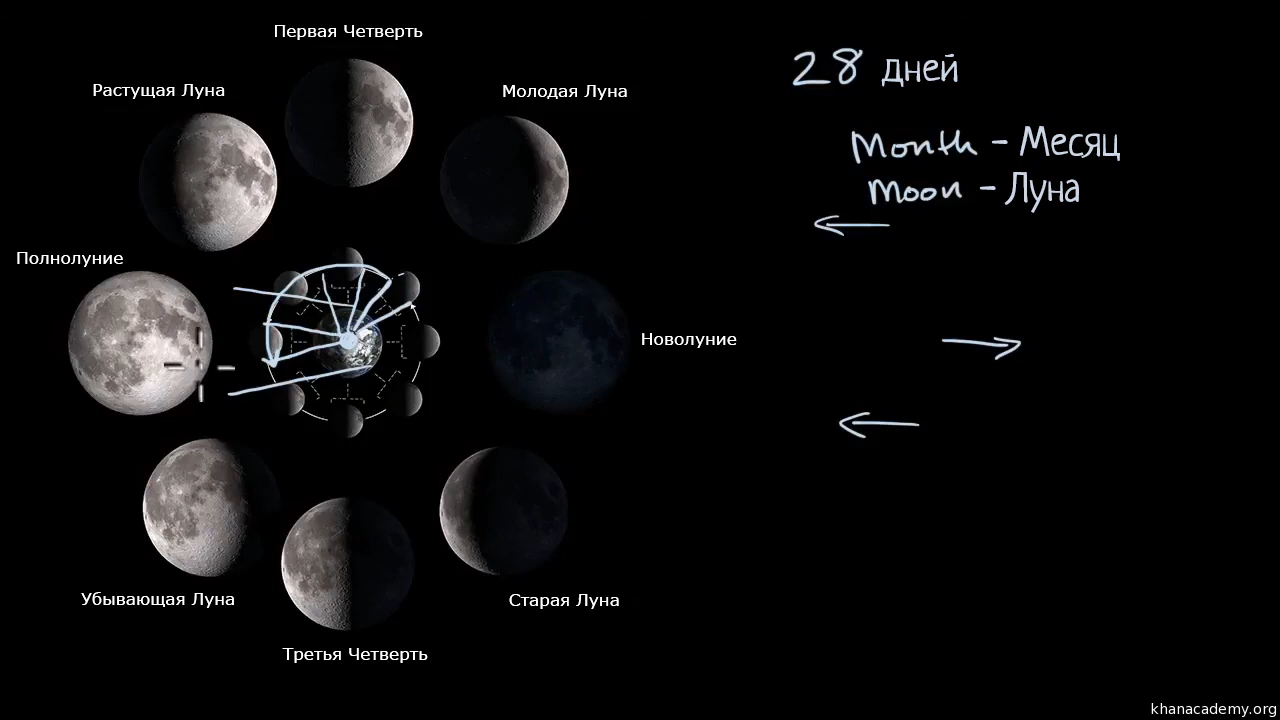 Первая Четверть
Растущая Луна
Молодая Луна
28 дней
Month - Месяц
Moon - Луна
Полнолуние
Новолуние
Убывающая Луна
Старая Луна
Третья Четверть
khanacademy.org